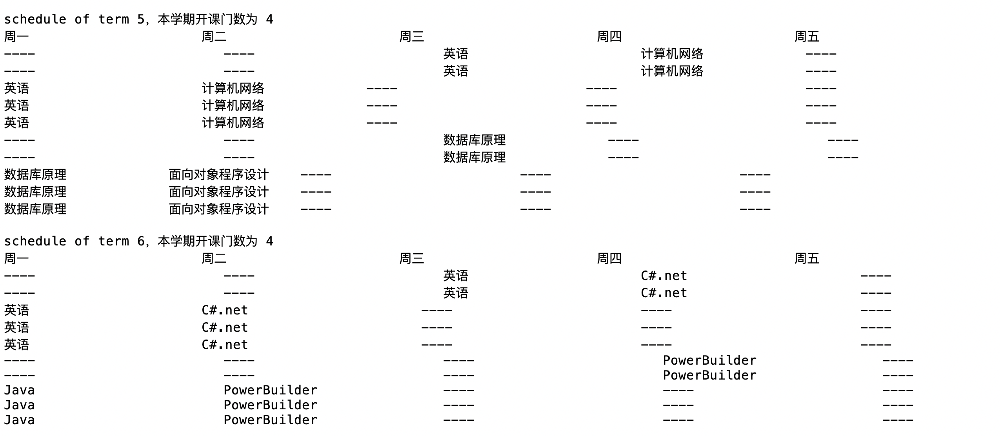 schedule of term 5，本学期开课门数为 4
周一 周二 周三 周四 周五
---- ---- 英语 计算机网络 ----
---- ---- 英语 计算机网络 ----
英语 计算机网络 ---- ---- ----
英语 计算机网络 ---- ---- ----
英语 计算机网络 ---- ---- ----
---- ---- 数据库原理 ---- ----
---- ---- 数据库原理 ---- ----
数据库原理 面向对象程序设计 ---- ---- ----
数据库原理 面向对象程序设计 ---- ---- ----
数据库原理 面向对象程序设计 ---- ---- ----
schedule of term 6，本学期开课门数为 4
周一 周二 周三 周四 周五
---- ---- 英语 C#.net ----
---- ---- 英语 C#.net ----
英语 C#.net ---- ---- ----
英语 C#.net ---- ---- ----
英语 C#.net ---- ---- ----
---- ---- ---- PowerBuilder ----
---- ---- ---- PowerBuilder ----
Java PowerBuilder ---- ---- ----
Java PowerBuilder ---- ---- ----
Java PowerBuilder ---- ---- ----